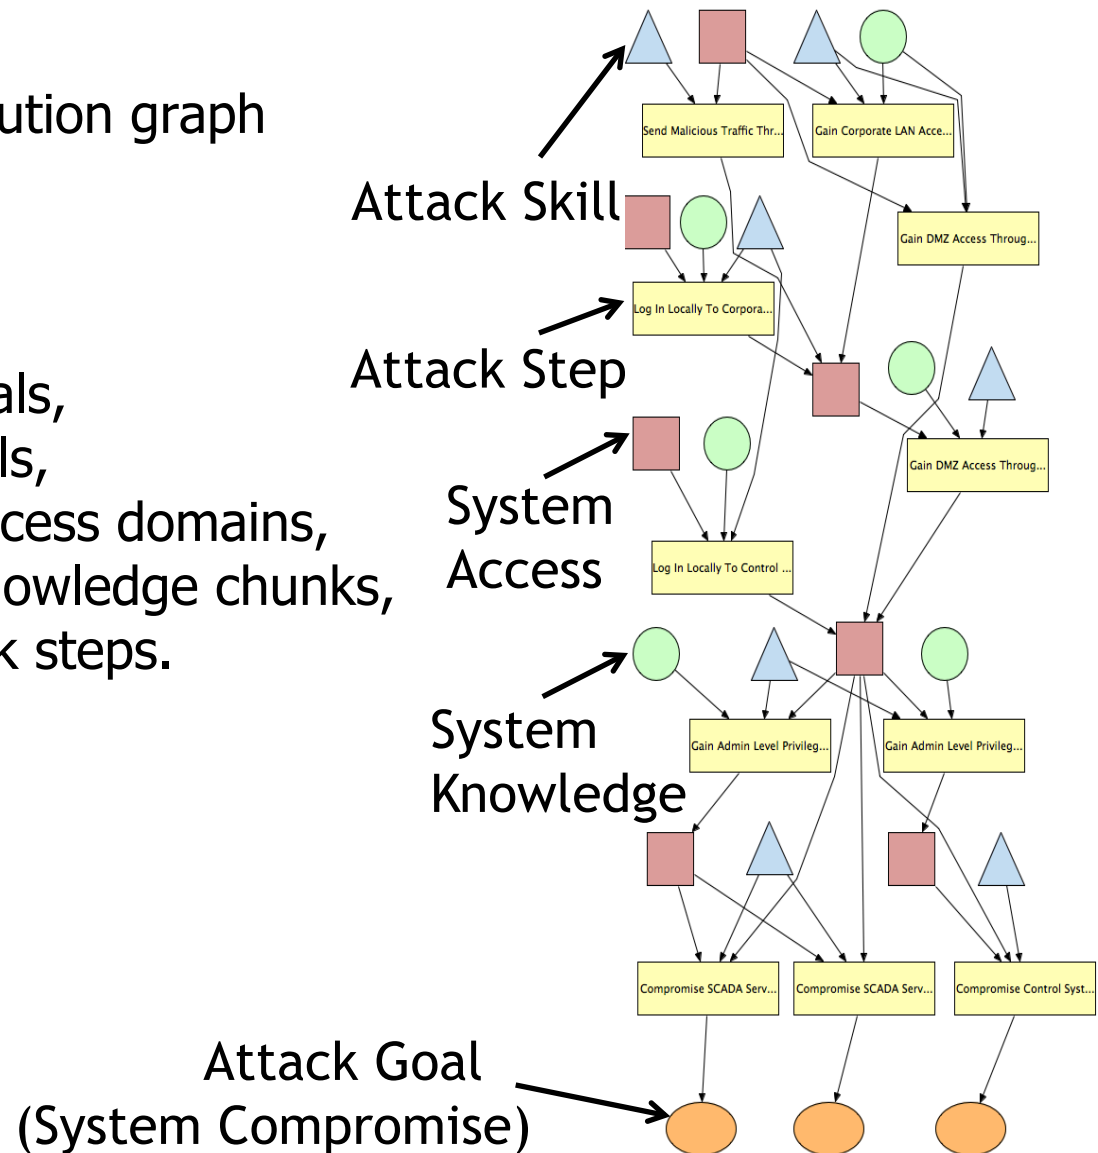 ution graph
als,
ls,
cess domains,
owledge chunks,
k steps.
Attack Skill
Attack Step
System
Access
System
Knowledge
Attack Goal
(System Compromise)
Send Malicious Traffic Thr...
Gain Corporate LAN Acce...
Gain DMZ Access Throug...
Log In Locally To Corpora...
Gain DMZ Access Throug...
Log In Locally To Control ...
Gain Admin Level Privileg...
Gain Admin Level Privileg...
Compromise SCADA Serv...
Compromise SCADA Serv...
Compromise Control Syst...